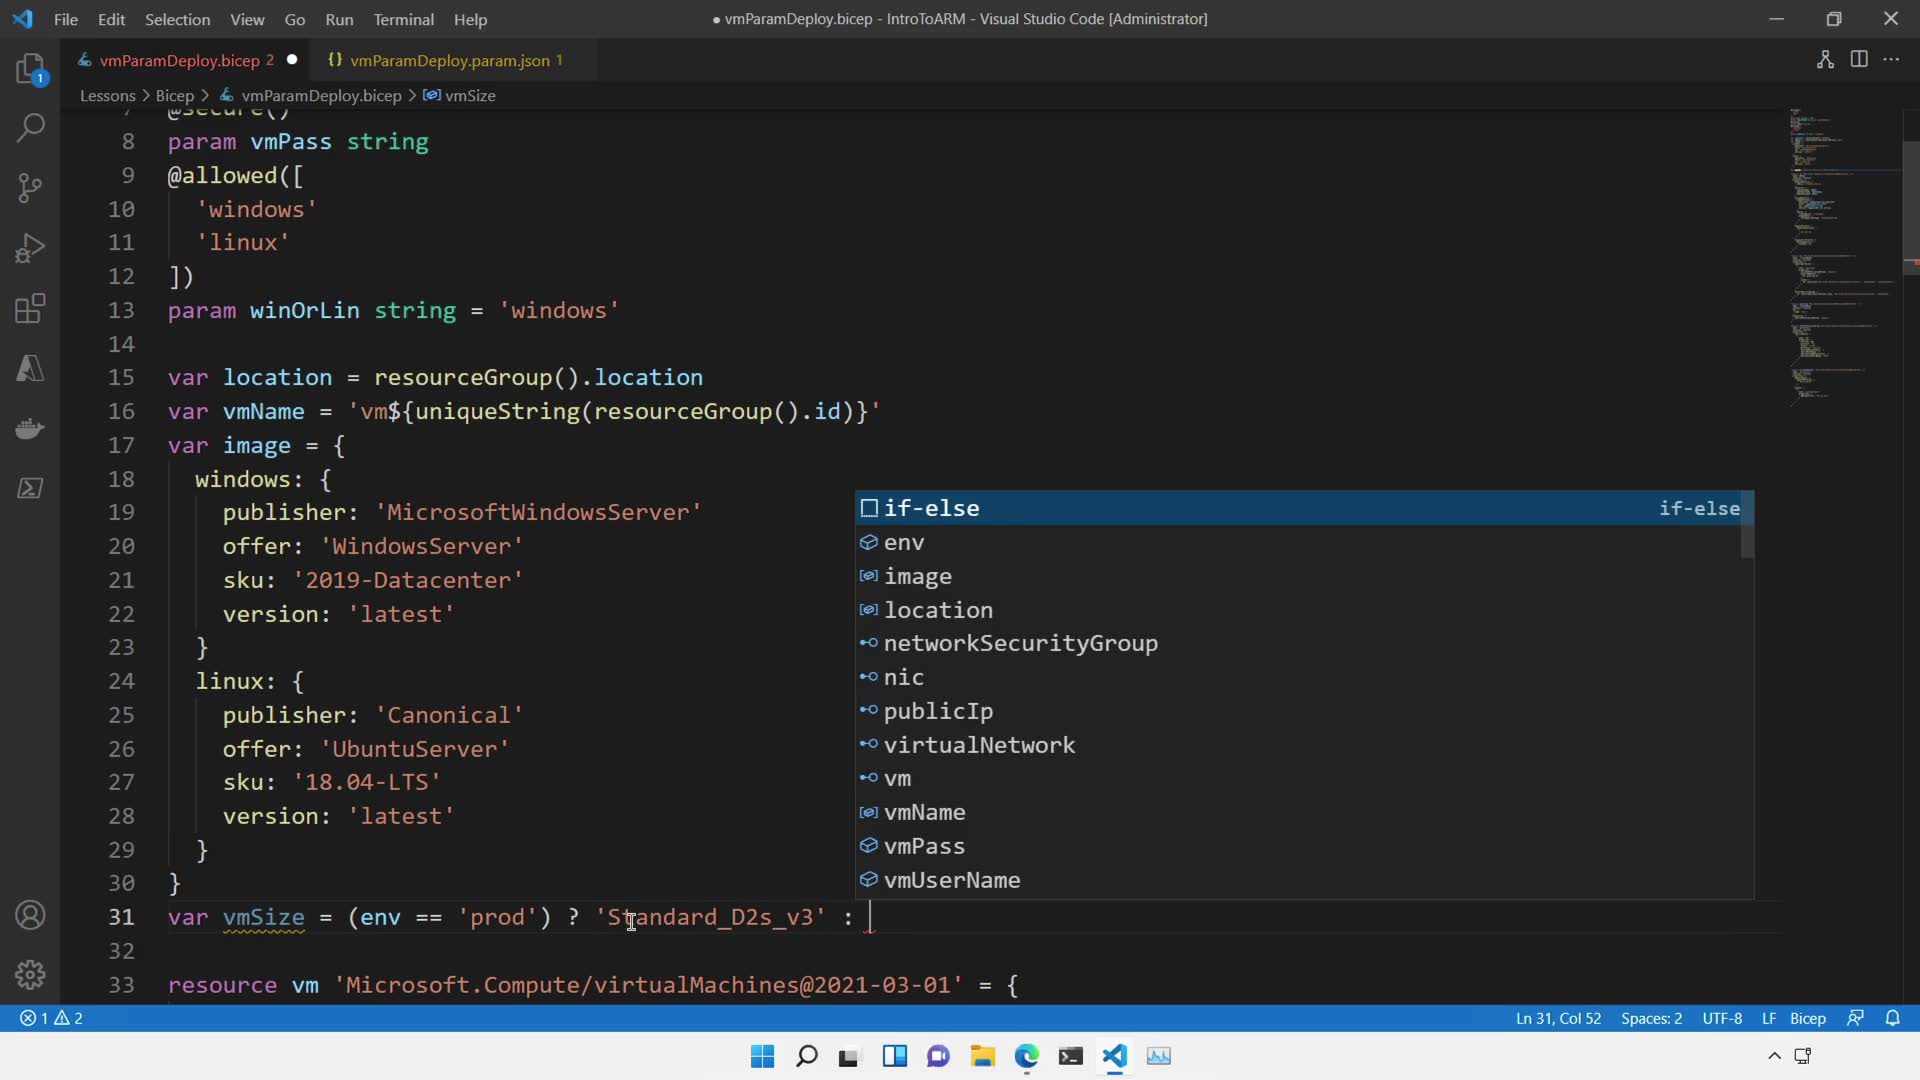 File Edit Selection View Go Run Terminal Help
● vmParamDeploy.bicep - IntroToARM - Visual Studio Code [Administrator]
vmParamDeploy.bicep 2 ●
{} vmParamDeploy.param.json 1
1
Lessons > Bicep > vmParamDeploy.bicep > vmSize
7 @secure()
8 param vmPass string
9 @allowed([
10 'windows'
11 'linux'
12 ])
13 param winOrLin string = 'windows'
14
15 var location = resourceGroup().location
16 var vmName = 'vm${uniqueString(resourceGroup().id)}'
17 var image = {
18 windows: {
19 publisher: 'MicrosoftWindowsServer'
20 offer: 'WindowsServer'
21 sku: '2019-Datacenter'
22 version: 'latest'
23 }
24 linux: {
25 publisher: 'Canonical'
26 offer: 'UbuntuServer'
27 sku: '18.04-LTS'
28 version: 'latest'
29 }
30 }
31 var vmSize = (env == 'prod') ? 'Standard_D2s_v3' :
32
33 resource vm 'Microsoft.Compute/virtualMachines@2021-03-01' = {
if-else if-else
env
image
location
networkSecurityGroup
nic
publicIp
virtualNetwork
vm
vmName
vmPass
vmUserName
1 2
Ln 31, Col 52 Spaces: 2 UTF-8 LF Bicep